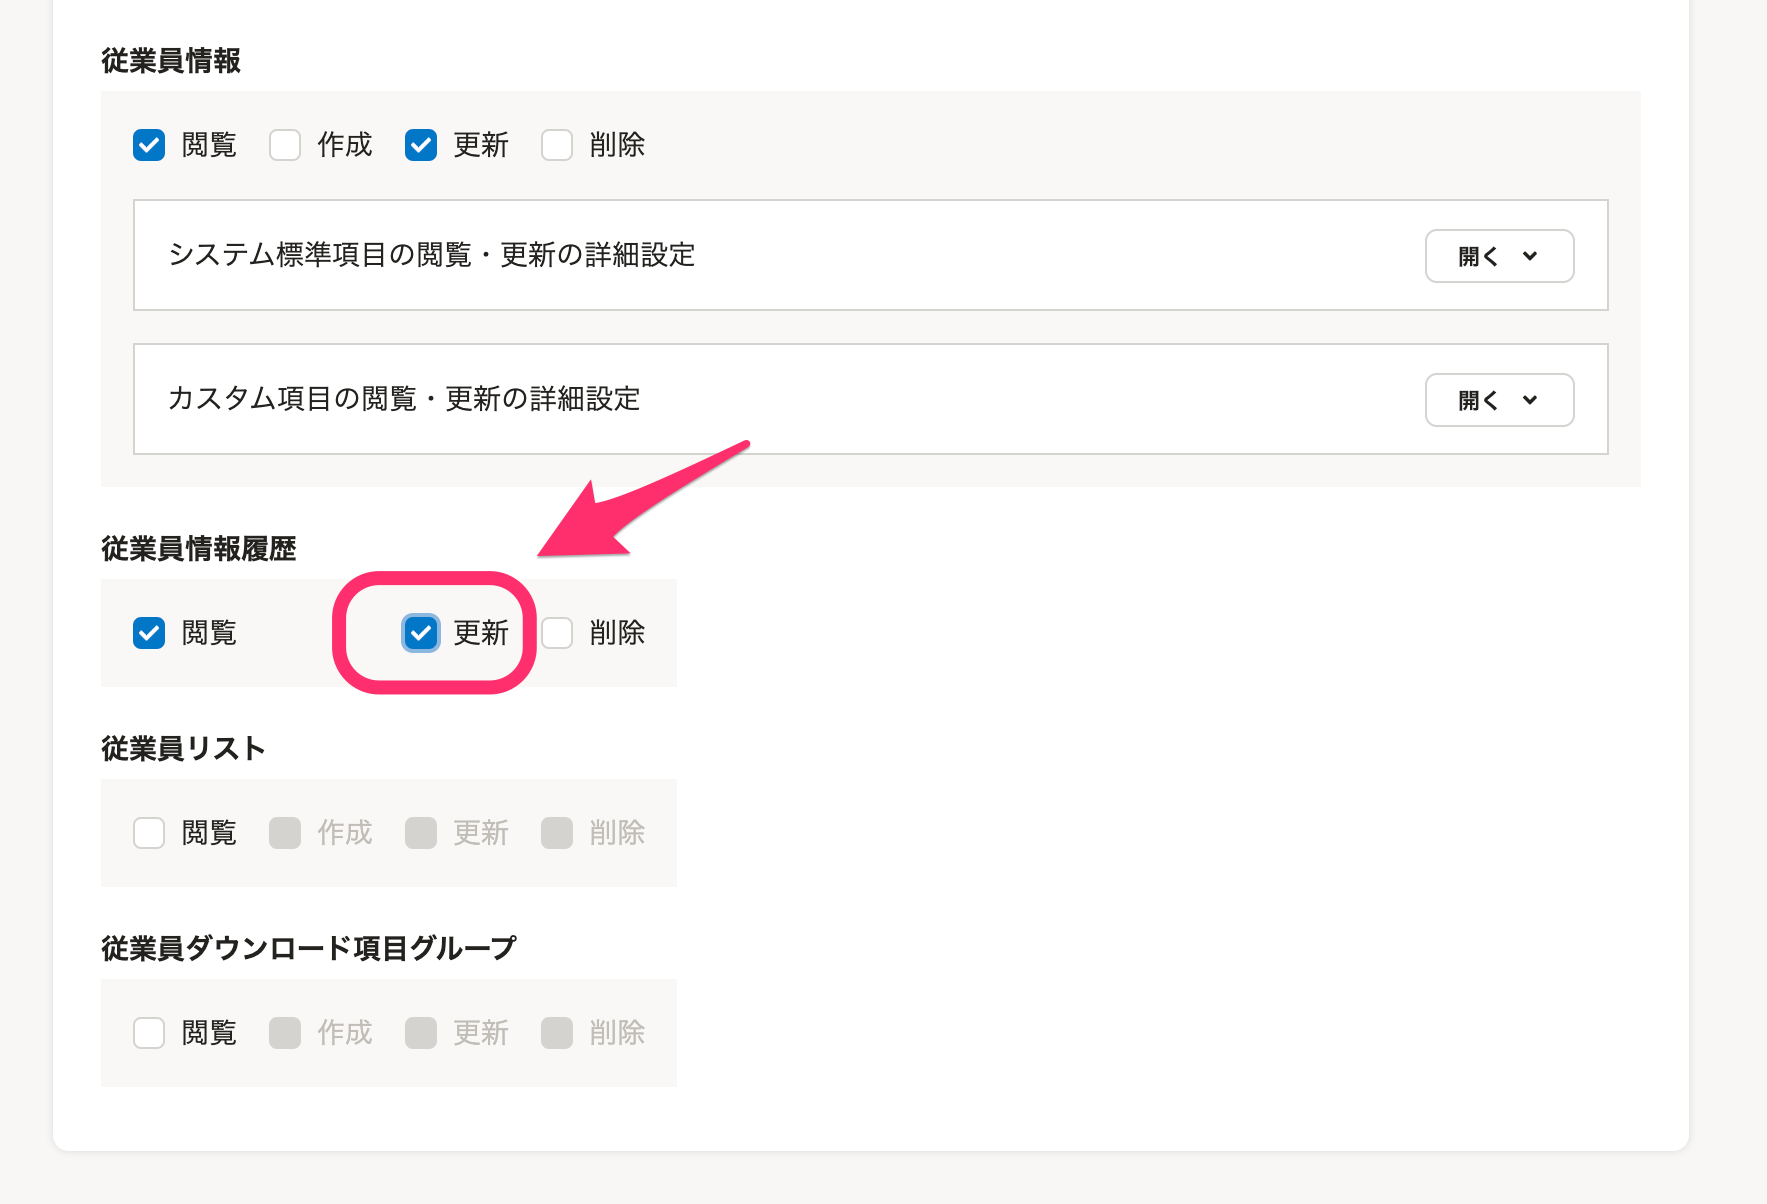 従業員情報
閲覧 作成 更新 削除
システム標準項目の閲覧・更新の詳細設定 開く
カスタム項目の閲覧・更新の詳細設定 開く
従業員情報履歴
閲覧 更新 削除
従業員リスト
閲覧 作成 更新 削除
従業員ダウンロード項目グループ
閲覧 作成 更新 削除